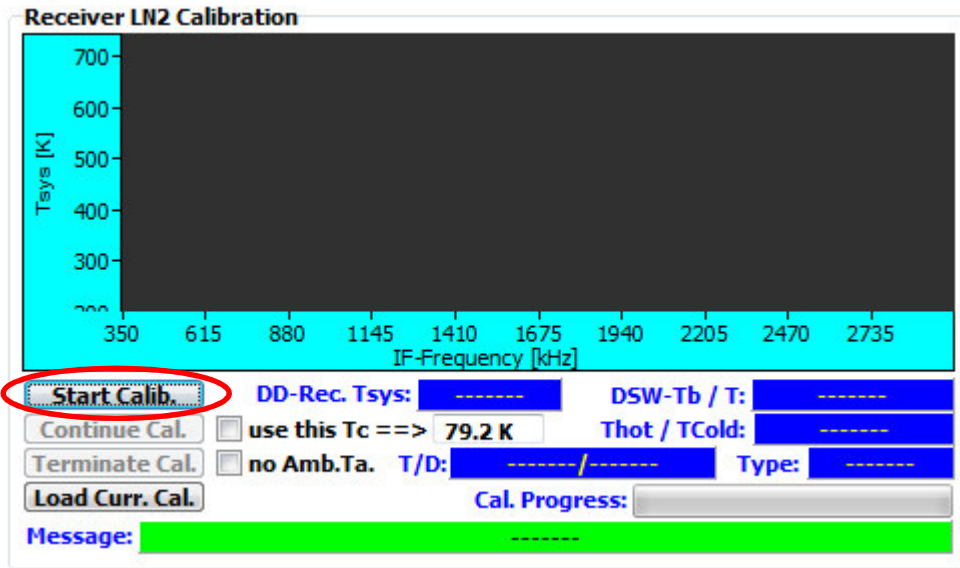 Receiver LN2 Calibration
700
600
500
400
300
200
Tsys [K]
350 615 880 1145 1410 1675 1940 2205 2470 2735
IF-Frequency [kHz]
Start Calib. DD-Rec. Tsys: ------- DSW-Tb / T: -------
Continue Cal. use this Tc ==> 79.2 K Thot / TCold: -------
Terminate Cal. no Amb.Ta. T/D: -------/------- Type: -------
Load Curr. Cal. Cal. Progress:
Message: -------